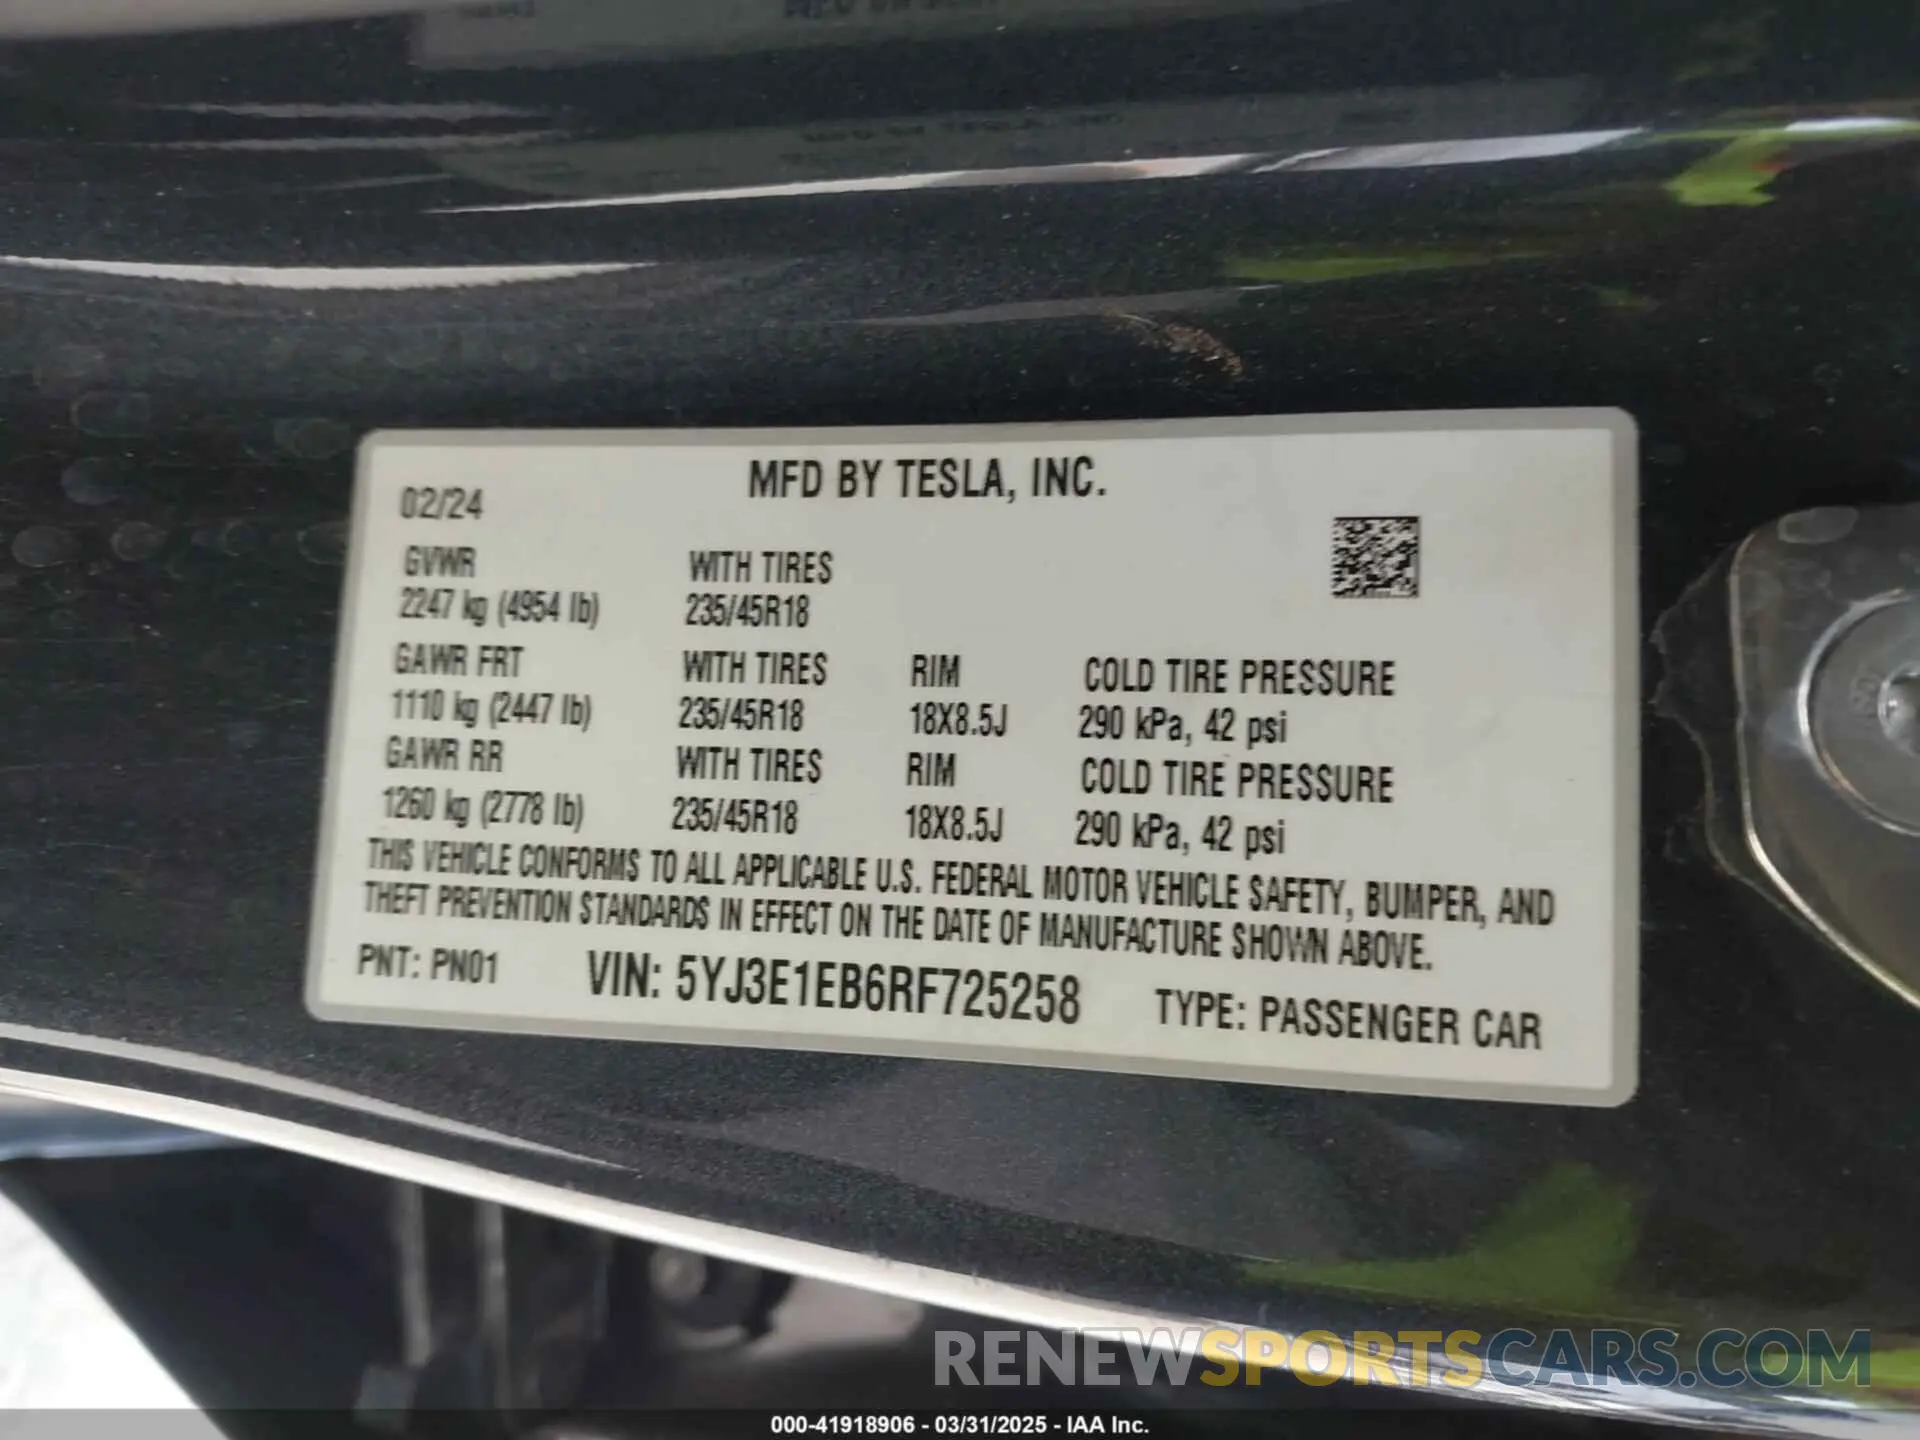 MFD BY TESLA, INC.
02/24
GVWR WITH TIRES
2247 kg (4954 lb) 235/45R18
GAWR FRT WITH TIRES RIM COLD TIRE PRESSURE
1110 kg (2447 lb) 235/45R18 18X8.5J 290 kPa, 42 psi
GAWR RR WITH TIRES RIM COLD TIRE PRESSURE
1260 kg (2778 lb) 235/45R18 18X8.5J 290 kPa, 42 psi
THIS VEHICLE CONFORMS TO ALL APPLICABLE U.S. FEDERAL MOTOR VEHICLE SAFETY, BUMPER, AND
THEFT PREVENTION STANDARDS IN EFFECT ON THE DATE OF MANUFACTURE SHOWN ABOVE.
PNT: PN01 VIN: 5YJ3E1EB6RF725258 TYPE: PASSENGER CAR
RENEWSPORTSCARS.COM
000-41918906 - 03/31/2025 - IAA Inc.